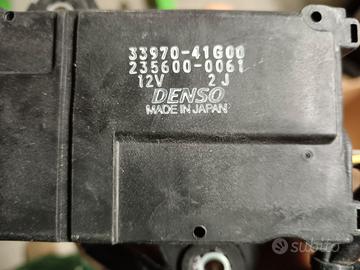 33970-41G00
235600-0061
12V 2J
DENSO
MADE IN JAPAN
subito